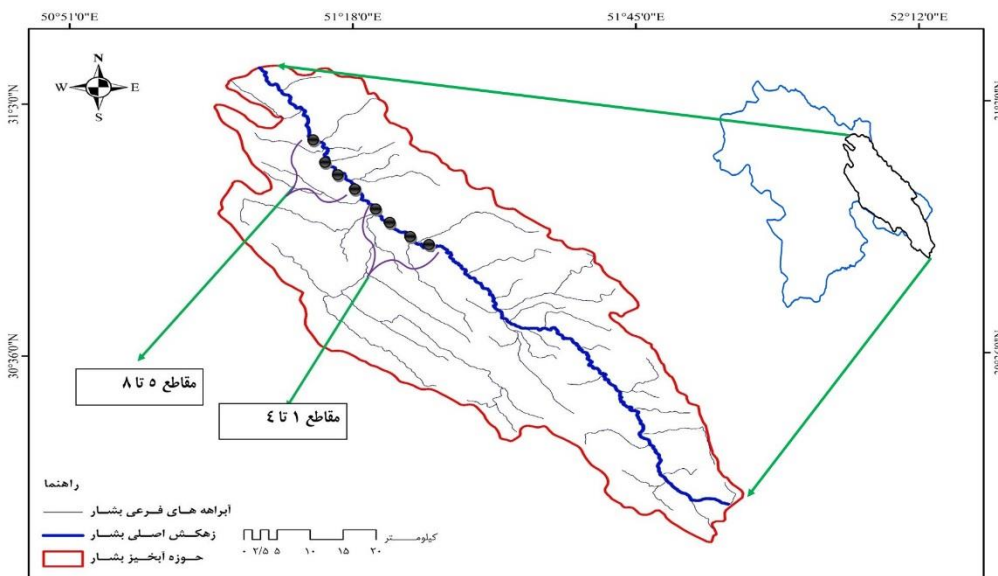 50°51'0"E
51°18'0"E
51°45'0"E
52°12'0"E
N
W
E
S
31°3'0"N
30°36'0"N
مقاطع ۵ تا ۸
مقاطع ۱ تا ٤
راهنما
آبراهه های فرعی بشار
زهکش اصلی بشار
حوزه آبخیز بشار
کیلومتر
۰ ۲/۵ ۵ ۱۰ ۱۵ ۲۰